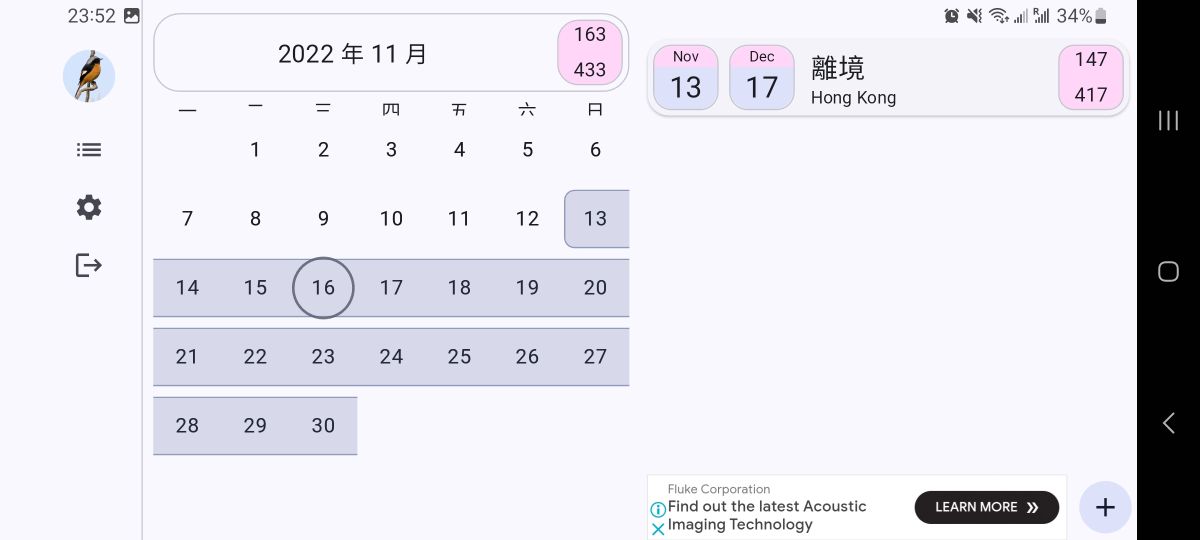 23:52
34%
2022 年 11 月
163
433
一 二 三 四 五 六 日
1 2 3 4 5 6
7 8 9 10 11 12 13
14 15 16 17 18 19 20
21 22 23 24 25 26 27
28 29 30
Nov
13
Dec
17
離境
Hong Kong
147
417
Fluke Corporation
Find out the latest Acoustic
Imaging Technology
LEARN MORE